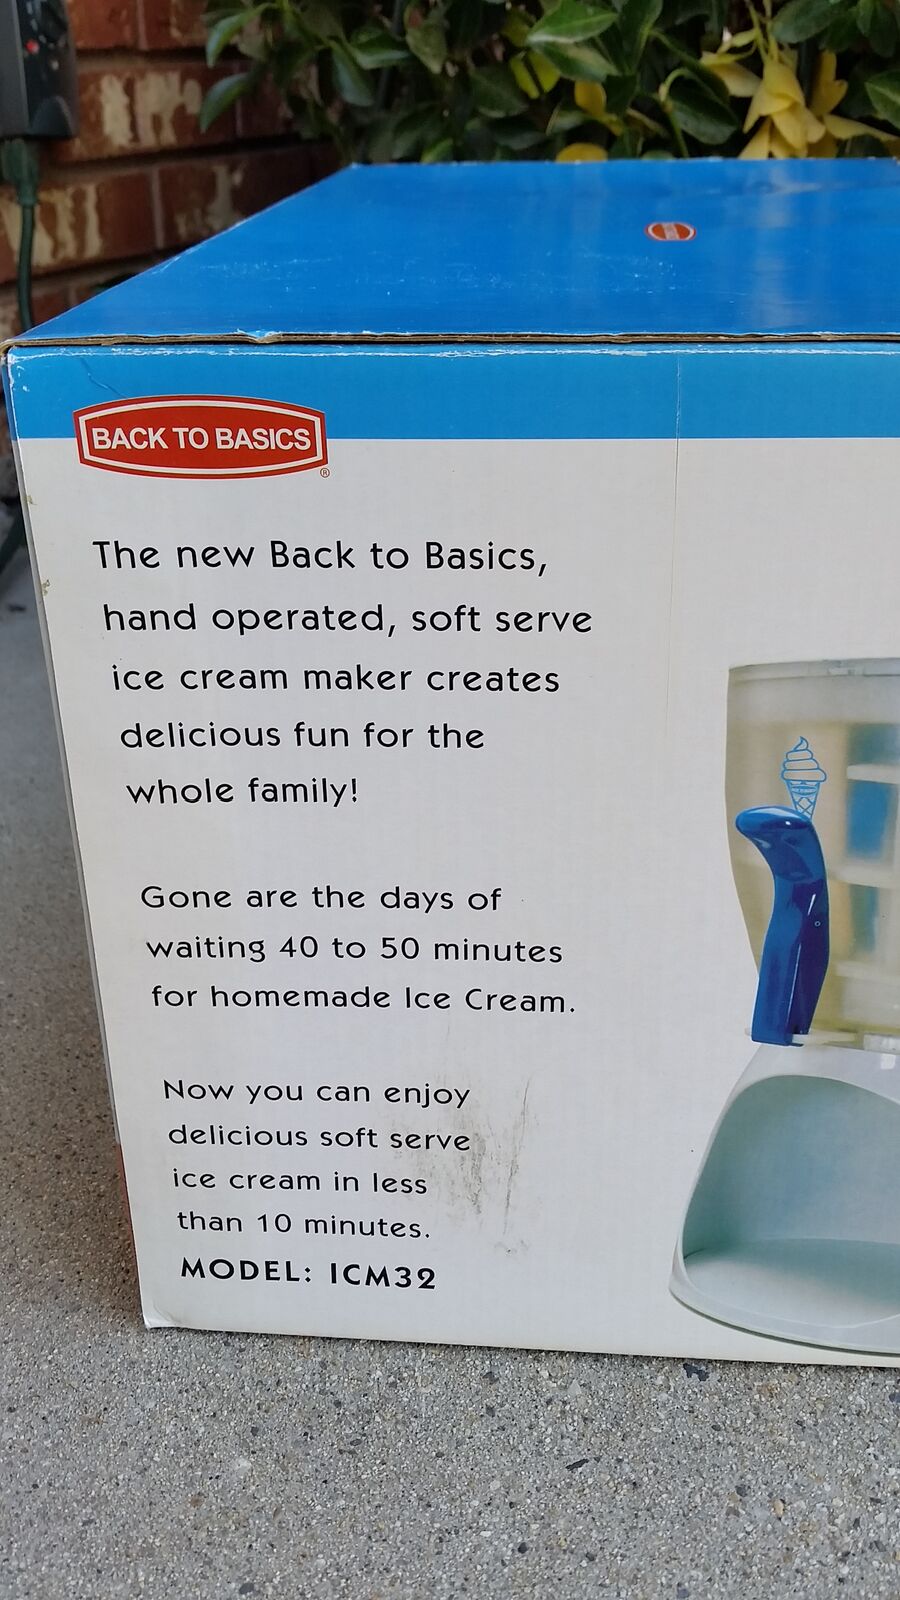 BACK TO BASICS
®
The new Back to Basics,
hand operated, soft serve
ice cream maker creates
delicious fun for the
whole family!
Gone are the days of
waiting 40 to 50 minutes
for homemade Ice Cream.
Now you can enjoy
delicious soft serve
ice cream in less
than 10 minutes.
MODEL: ICM32